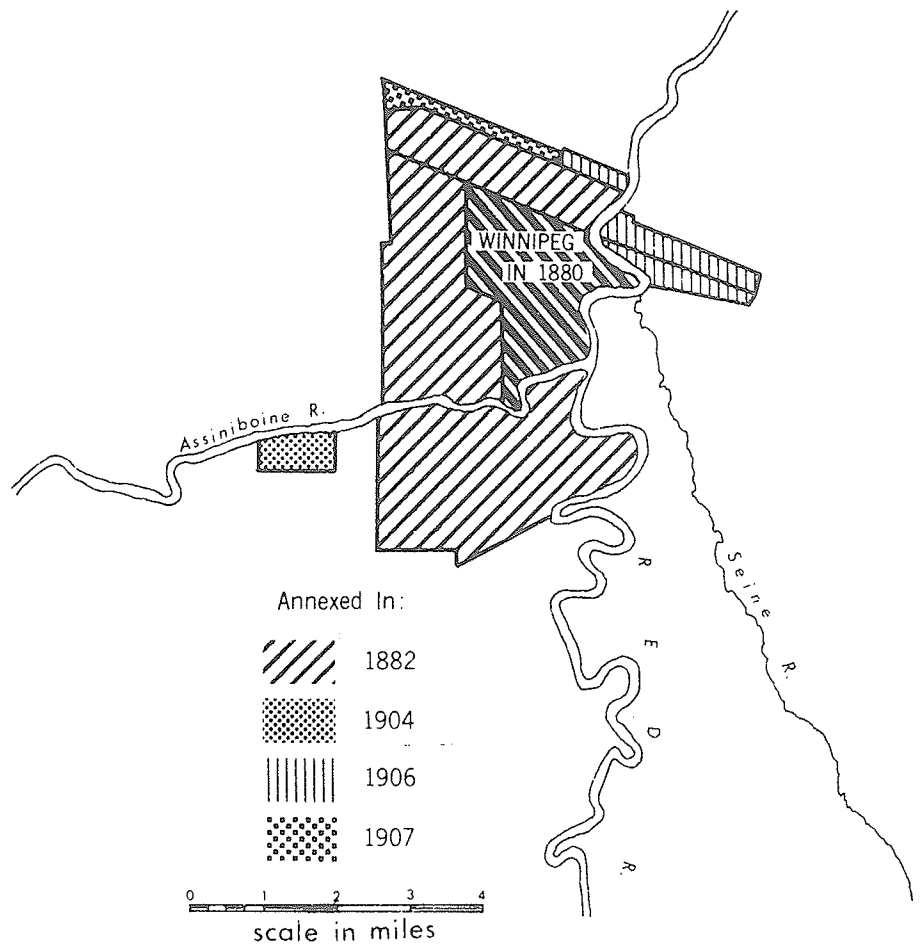 WINNIPEG
IN 1880
Assiniboine R.
Seine R.
RED R.
Annexed In:
1882
1904
1906
1907
0 1 2 3 4
scale in miles